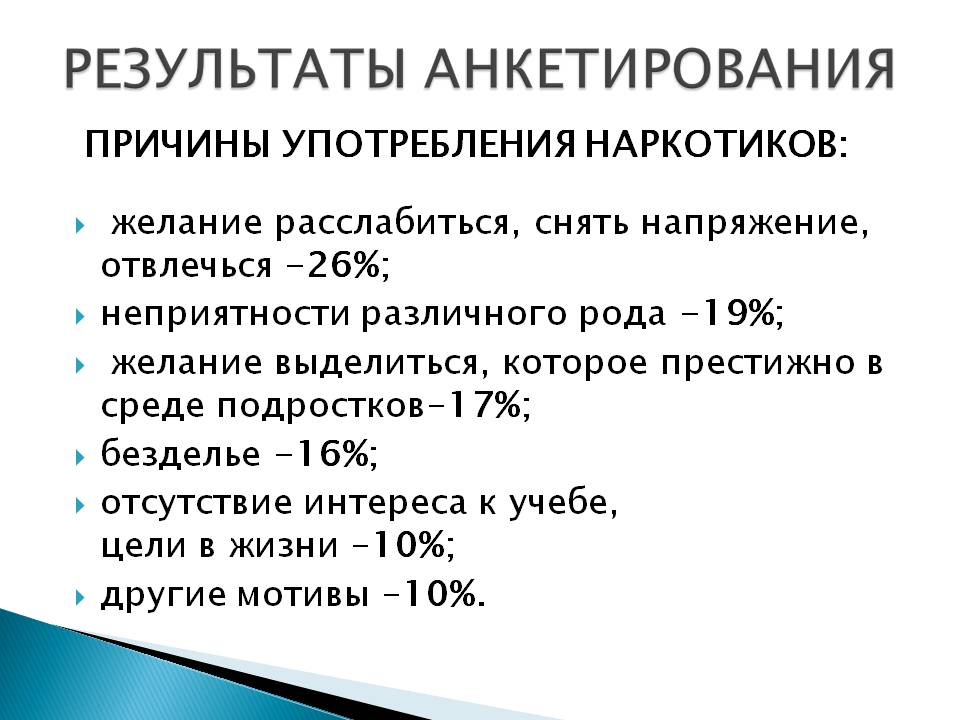 РЕЗУЛЬТАТЫ АНКЕТИРОВАНИЯ
ПРИЧИНЫ УПОТРЕБЛЕНИЯ НАРКОТИКОВ:
желание расслабиться, снять напряжение,
отвлечься -26%;
неприятности различного рода -19%;
желание выделиться, которое престижно в
среде подростков-17%;
безделье -16%;
отсутствие интереса к учебе,
цели в жизни -10%;
другие мотивы -10%.